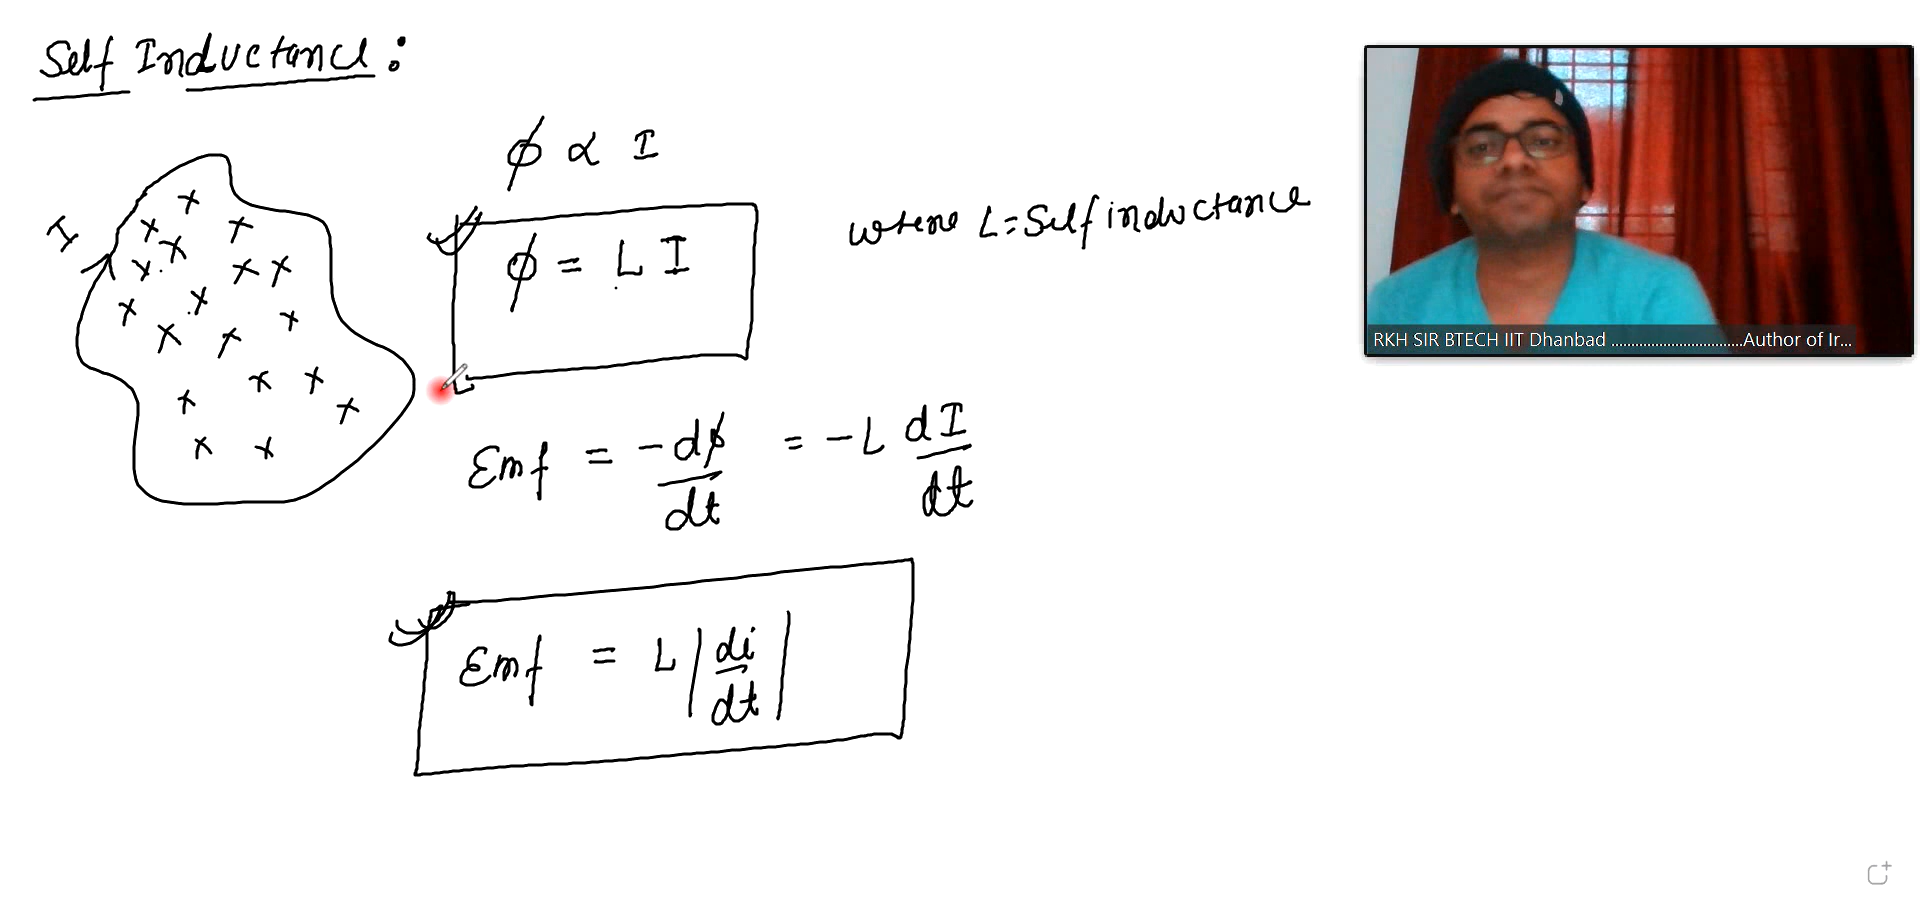 Self Inductance :
I
ϕ ∝ I
ϕ = L I
where L = Self inductance
Emf = -dϕ/dt = -L dI/dt
Emf = L |di/dt|
RKH SIR BTECH IIT Dhanbad ..................................Author of Ir...